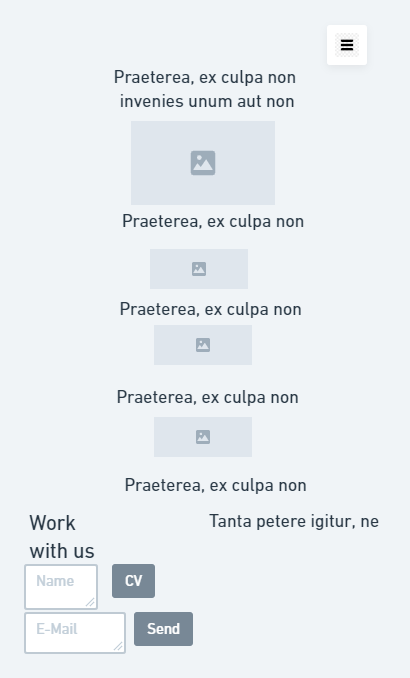 Praeterea, ex culpa non
invenies unum aut non
Praeterea, ex culpa non
Praeterea, ex culpa non
Praeterea, ex culpa non
Praeterea, ex culpa non
Work
with us
Tanta petere igitur, ne
Name
CV
E-Mail
Send